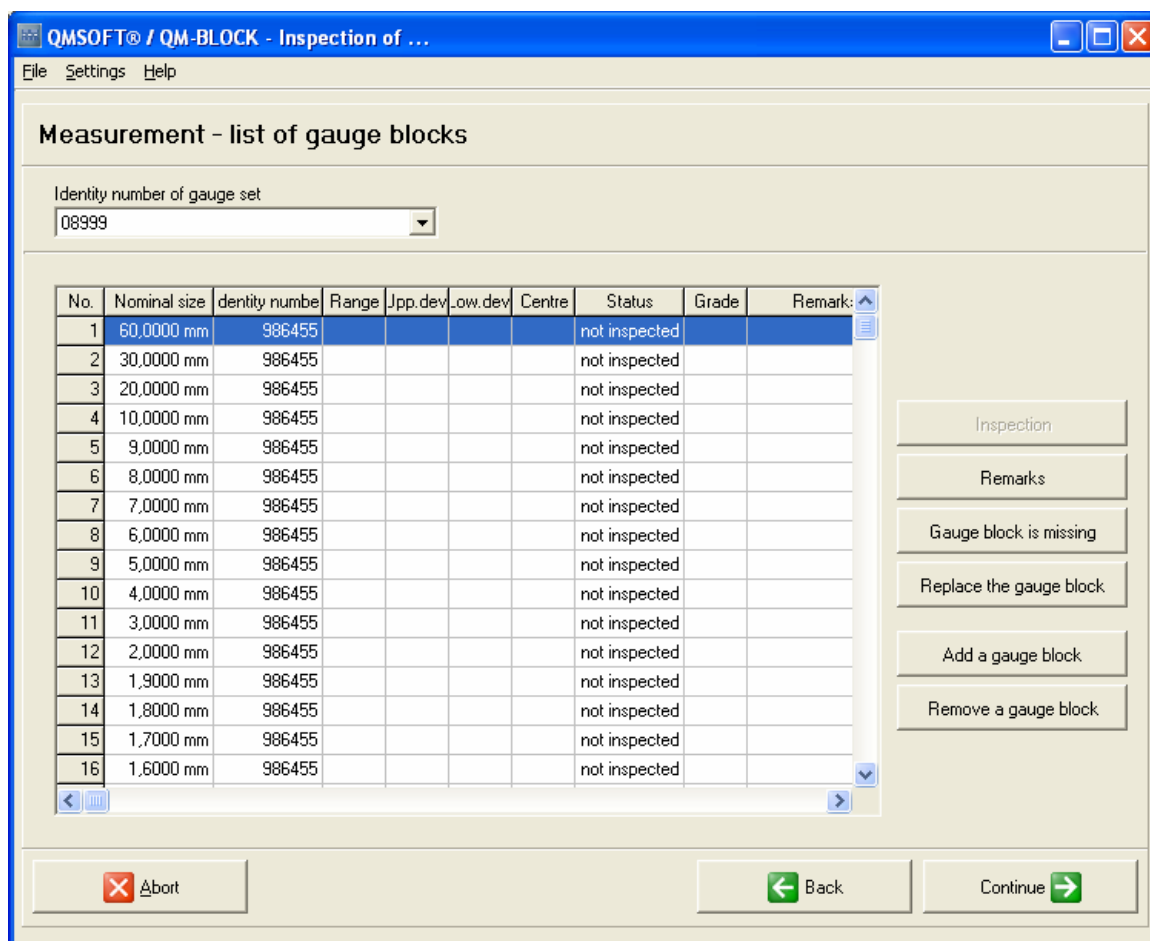 QMSOFT® / QM-BLOCK - Inspection of ...
File Settings Help
Measurement - list of gauge blocks
Identity number of gauge set
08999
No. Nominal size dentity numbe Range Jpp.dev .ow.dev Centre Status Grade Remark:
1 60,0000 mm 986455 not inspected
2 30,0000 mm 986455 not inspected
3 20,0000 mm 986455 not inspected
4 10,0000 mm 986455 not inspected
5 9,0000 mm 986455 not inspected
6 8,0000 mm 986455 not inspected
7 7,0000 mm 986455 not inspected
8 6,0000 mm 986455 not inspected
9 5,0000 mm 986455 not inspected
10 4,0000 mm 986455 not inspected
11 3,0000 mm 986455 not inspected
12 2,0000 mm 986455 not inspected
13 1,9000 mm 986455 not inspected
14 1,8000 mm 986455 not inspected
15 1,7000 mm 986455 not inspected
16 1,6000 mm 986455 not inspected
Inspection
Remarks
Gauge block is missing
Replace the gauge block
Add a gauge block
Remove a gauge block
Abort
Back
Continue